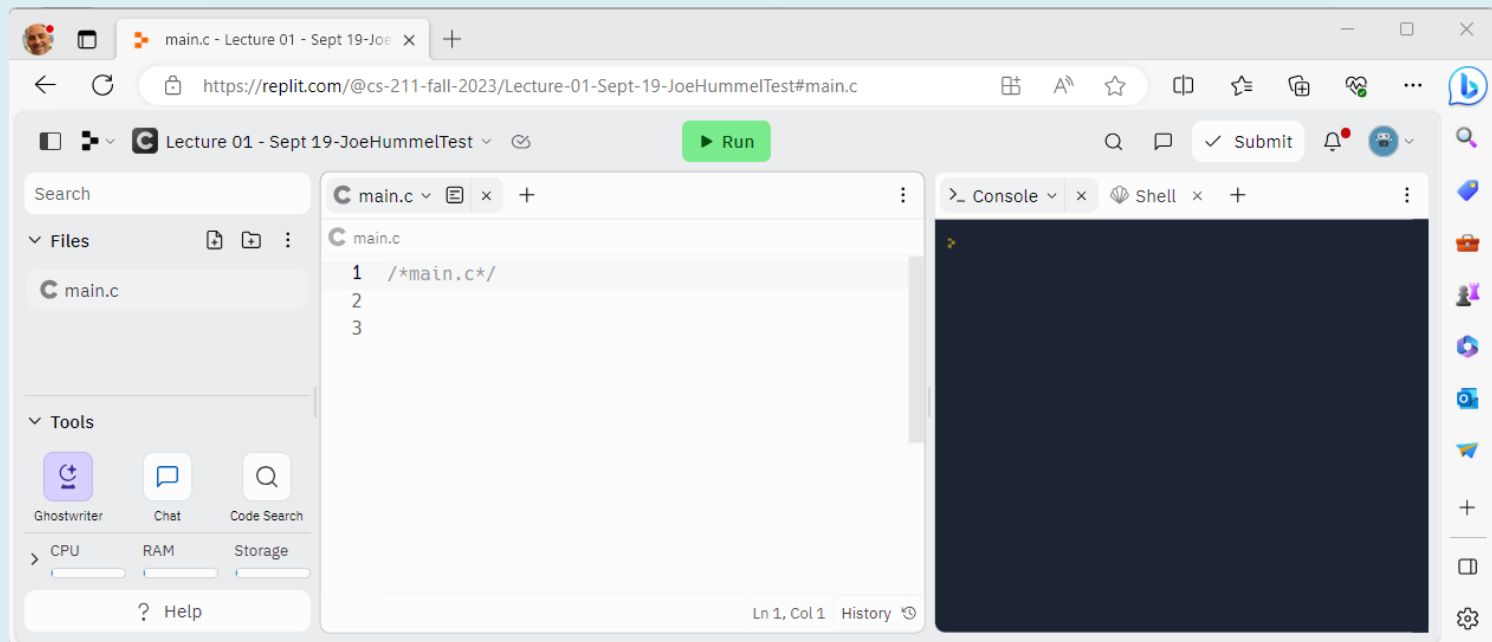 main.c - Lecture 01 - Sept 19-Joe
https://replit.com/@cs-211-fall-2023/Lecture-01-Sept-19-JoeHummelTest#main.c
C Lecture 01 - Sept 19-JoeHummelTest
Run
Submit
Search
Files
C main.c
Tools
Ghostwriter Chat Code Search
CPU RAM Storage
? Help
C main.c
C main.c
1 /*main.c*/
2
3
Ln 1, Col 1 History
>_ Console Shell
>